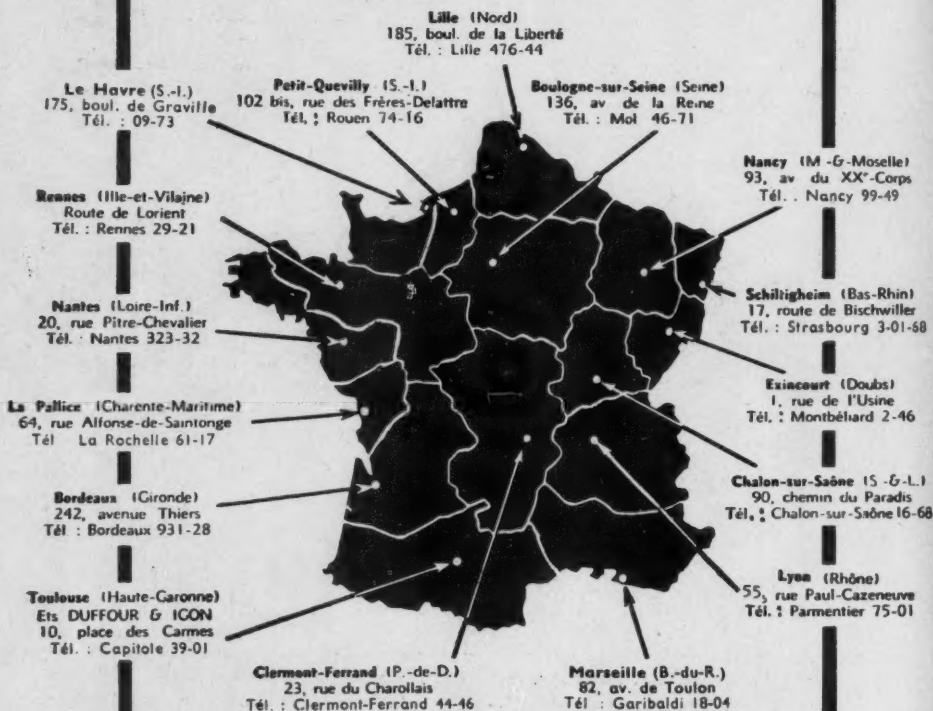 Lille (Nord)
185, boul. de la Liberté
Tél. : Lille 476-44
Le Havre (S.-I.)
175, boul. de Graville
Tél. : 09-73
Petit-Quevilly (S.-I.)
102 bis, rue des Frères-Delattre
Tél. : Rouen 74-16
Boulogne-sur-Seine (Seine)
136, av de la Reine
Tél. : Mol 46-71
Nancy (M -&-Moselle)
93, av du XXᵉ-Corps
Tél. . Nancy 99-49
Rennes (Ille-et-Vilaine)
Route de Lorient
Tél. : Rennes 29-21
Nantes (Loire-Inf.)
20, rue Pitre-Chevalier
Tél. : Nantes 323-32
Schiltigheim (Bas-Rhin)
17, route de Bischwiller
Tél. : Strasbourg 3-01-68
Exincourt (Doubs)
1, rue de l'Usine
Tél. : Montbéliard 2-46
La Pallice (Charente-Maritime)
64, rue Alfonse-de-Saintonge
Tél La Rochelle 61-17
Bordeaux (Gironde)
242, avenue Thiers
Tél : Bordeaux 931-28
Chalon-sur-Saône (S -&-L.)
90, chemin du Paradis
Tél. : Chalon-sur-Saône 16-68
Toulouse (Haute-Garonne)
Ets DUFFOUR & IGON
10, place des Carmes
Tél. : Capitole 39-01
Lyon (Rhône)
55, rue Paul-Cazeneuve
Tél. : Parmentier 75-01
Clermont-Ferrand (P.-de-D.)
23, rue du Charollais
Tél. : Clermont-Ferrand 44-46
Marseille (B.-du-R.)
82, av. de Toulon
Tél : Garibaldi 18-04